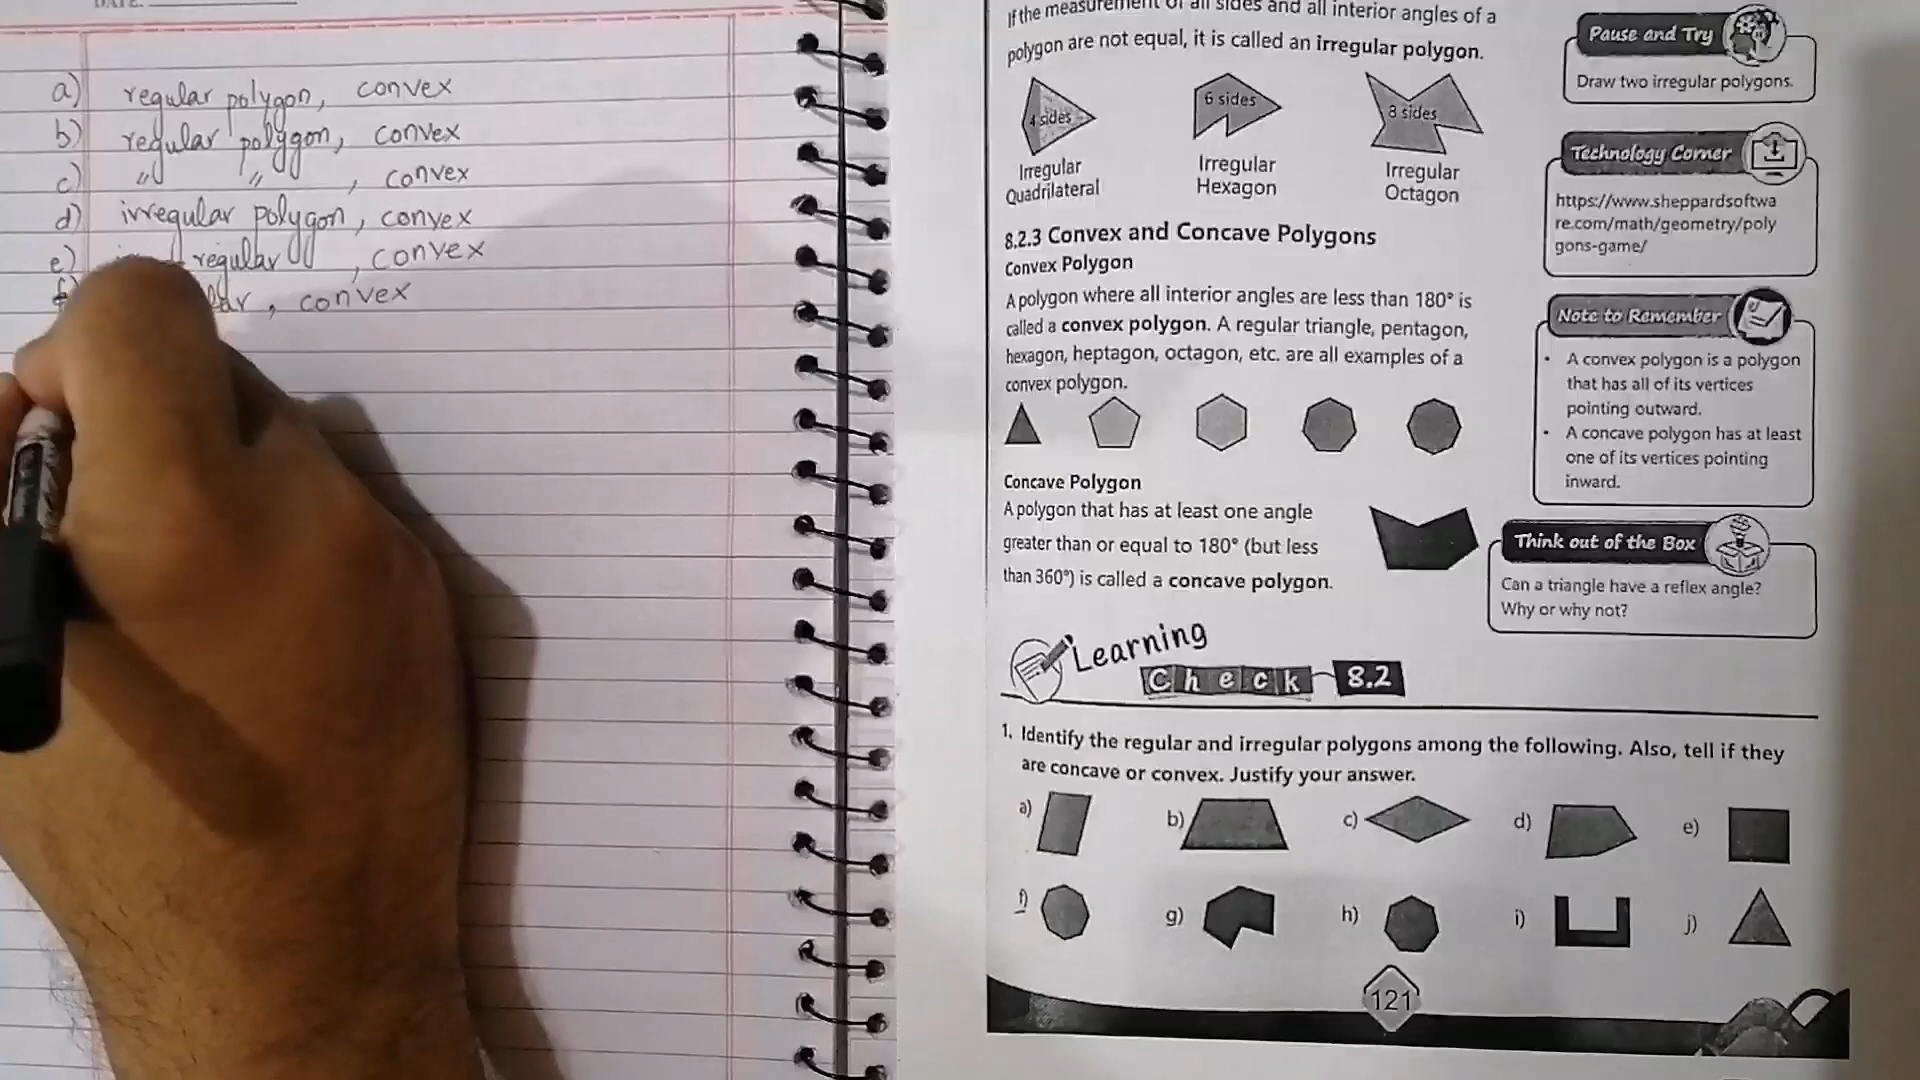 DATE:
a) regular polygon, convex
b) regular polygon, convex
c) " " , convex
d) irregular polygon, convex
e) regular , convex
f) , convex
If the measurement of all sides and all interior angles of a
polygon are not equal, it is called an irregular polygon.
4 sides
6 sides
8 sides
Irregular
Quadrilateral
Irregular
Hexagon
Irregular
Octagon
8.2.3 Convex and Concave Polygons
Convex Polygon
A polygon where all interior angles are less than 180° is
called a convex polygon. A regular triangle, pentagon,
hexagon, heptagon, octagon, etc. are all examples of a
convex polygon.
Concave Polygon
A polygon that has at least one angle
greater than or equal to 180° (but less
than 360°) is called a concave polygon.
Pause and Try
Draw two irregular polygons.
Technology Corner
https://www.sheppardsoftwa
re.com/math/geometry/poly
gons-game/
Note to Remember
• A convex polygon is a polygon
that has all of its vertices
pointing outward.
• A concave polygon has at least
one of its vertices pointing
inward.
Think out of the Box
Can a triangle have a reflex angle?
Why or why not?
Learning
Check 8.2
1. Identify the regular and irregular polygons among the following. Also, tell if they
are concave or convex. Justify your answer.
a) b) c) d) e)
f) g) h) i) j)
121